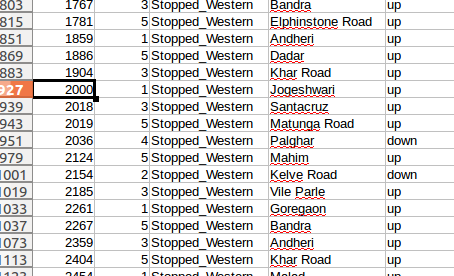 803 1767 3 Stopped_Western Bandra up
815 1781 5 Stopped_Western Elphinstone Road up
851 1859 1 Stopped_Western Andheri up
869 1886 5 Stopped_Western Dadar up
883 1904 3 Stopped_Western Khar Road up
927 2000 1 Stopped_Western Jogeshwari up
939 2018 3 Stopped_Western Santacruz up
943 2019 5 Stopped_Western Matunga Road up
951 2036 4 Stopped_Western Palghar down
979 2124 5 Stopped_Western Mahim up
1001 2154 2 Stopped_Western Kelve Road down
1019 2185 3 Stopped_Western Vile Parle up
1033 2261 1 Stopped_Western Goregaon up
1037 2267 5 Stopped_Western Bandra up
1073 2359 3 Stopped_Western Andheri up
1113 2404 5 Stopped_Western Khar Road up
2454 1 Stopped_Western Malad up